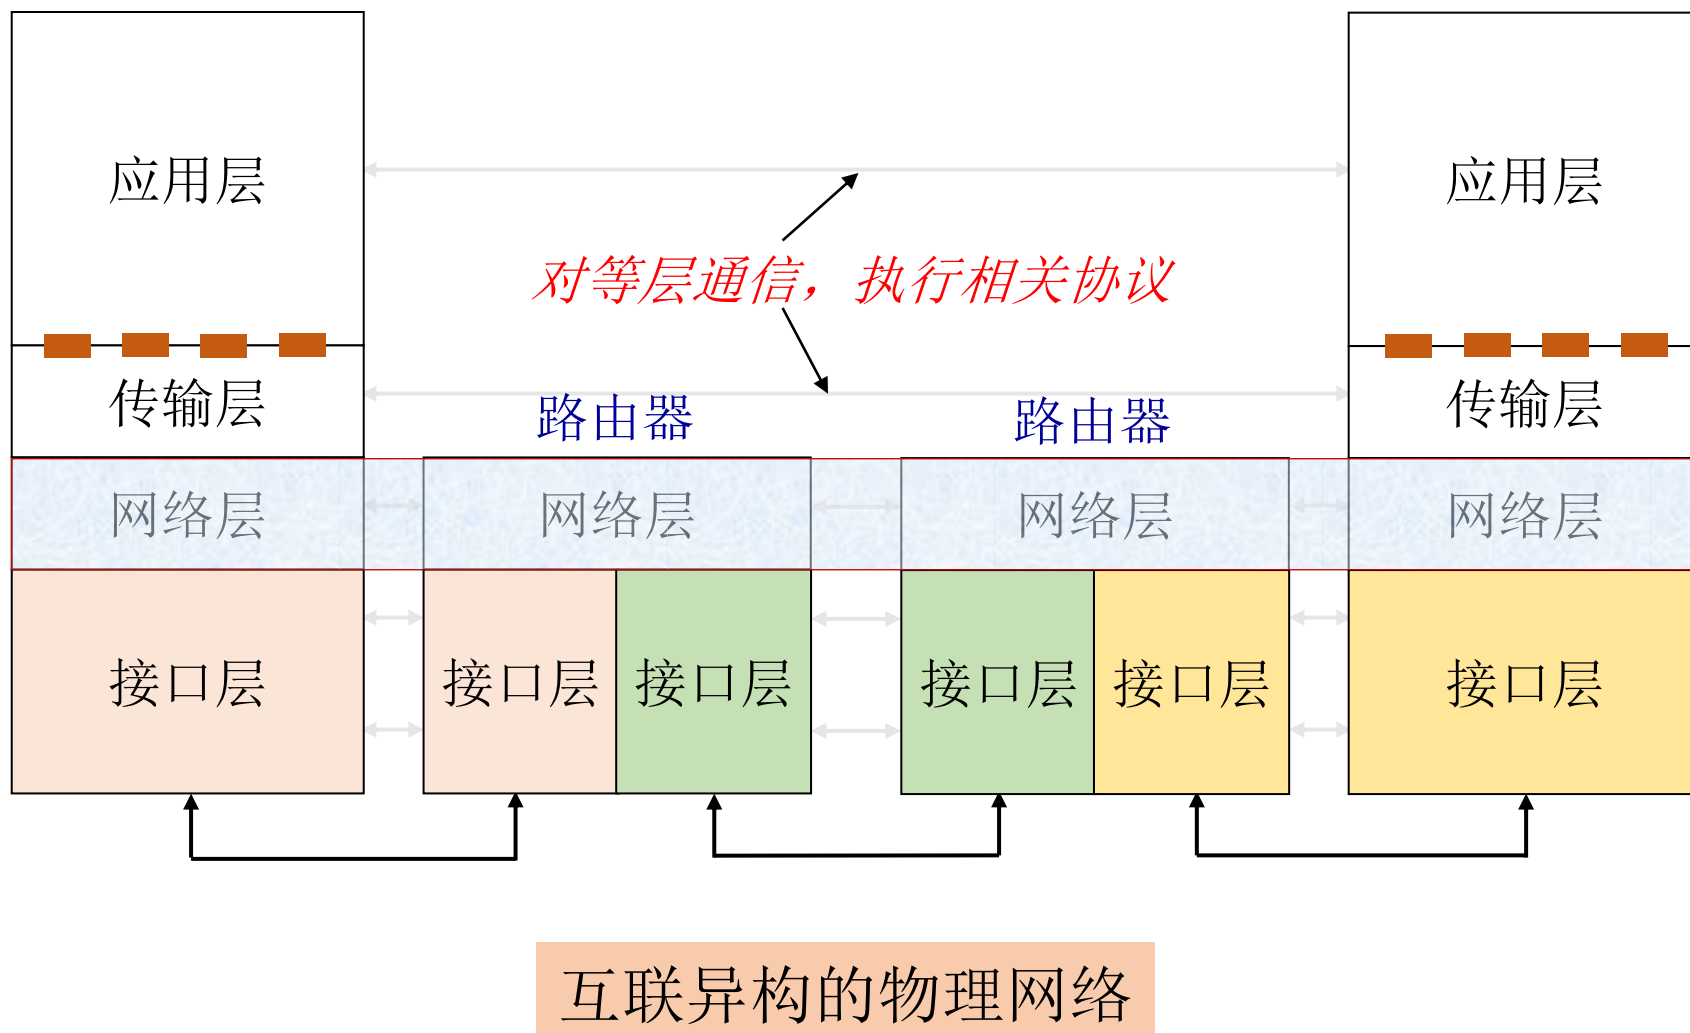 应用层
应用层
对等层通信，执行相关协议
传输层
路由器
路由器
传输层
网络层
网络层
网络层
网络层
接口层
接口层
接口层
接口层
接口层
接口层
互联异构的物理网络